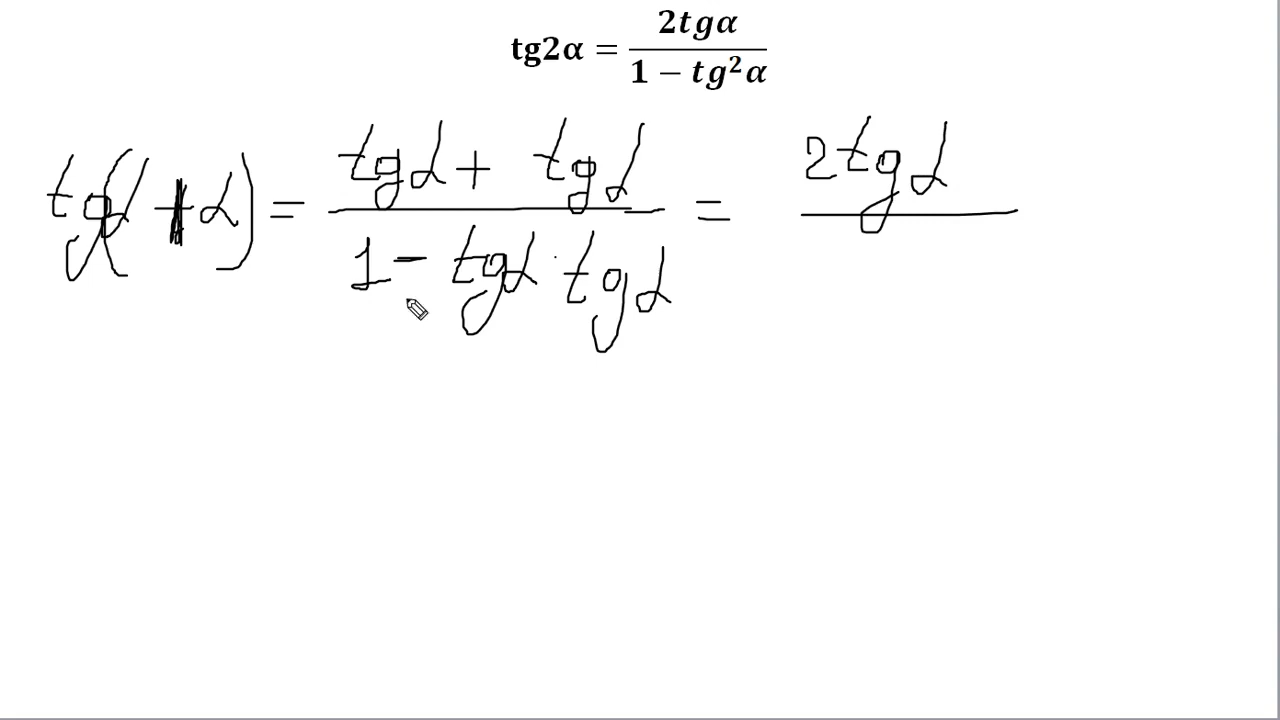 tg2α = 2tgα / 1 − tg²α
tg(α + α) = tgα + tgα / 1 − tgα · tgα = 2tgα